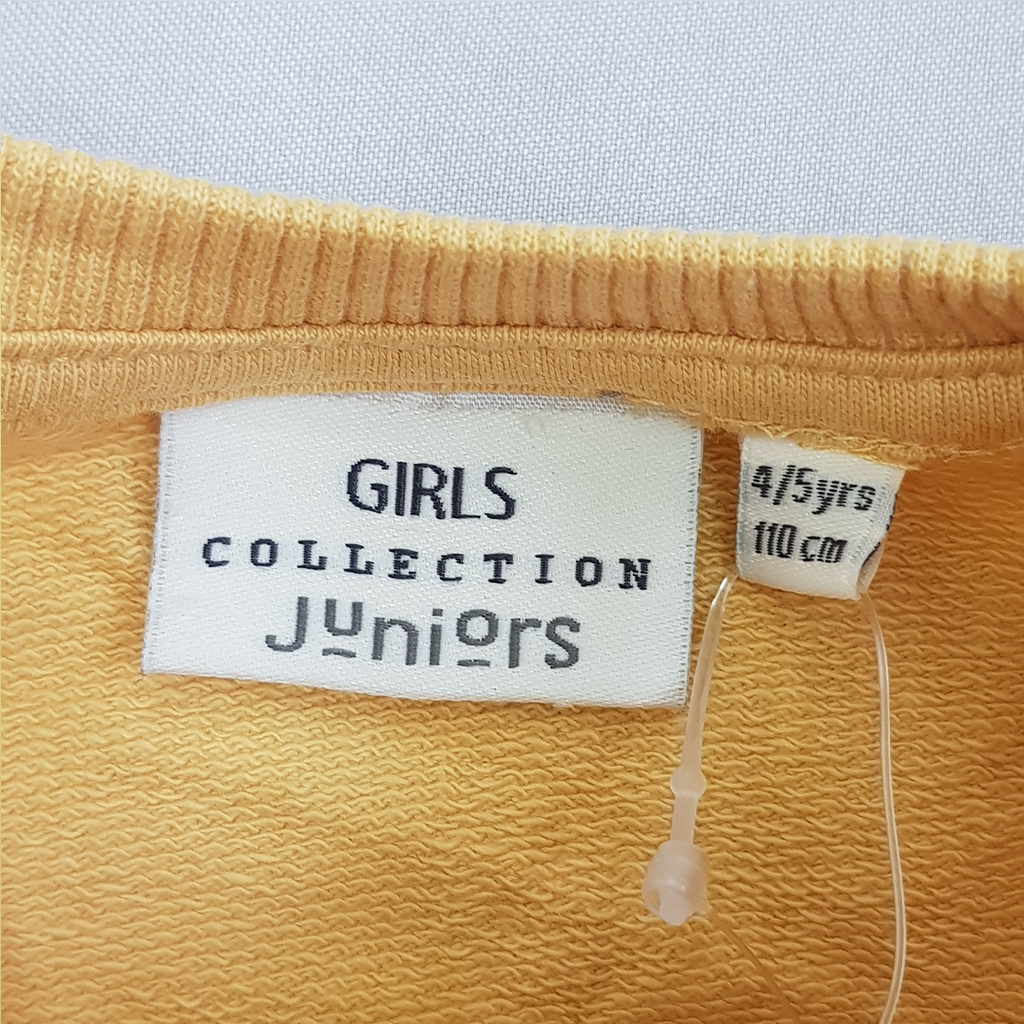 GIRLS
COLLECTION
Juniors
4/5yrs
110 cm